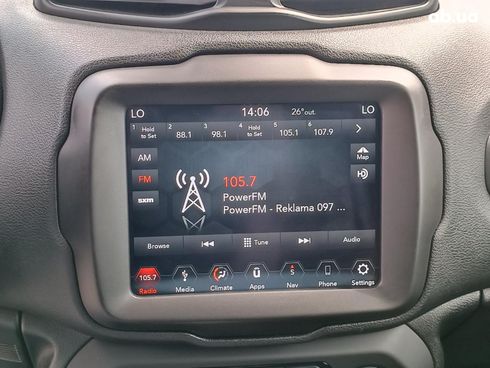 ab.ua
LO 14:06 26° out. LO
1 Hold to Set 2 88.1 3 98.1 4 Hold to Set 5 105.1 6 107.9
AM
Map
FM
105.7
PowerFM
SXM
PowerFM - Reklama 097 ...
Browse Tune Audio
105.7 ū S
Radio Media Climate Apps Nav Phone Settings